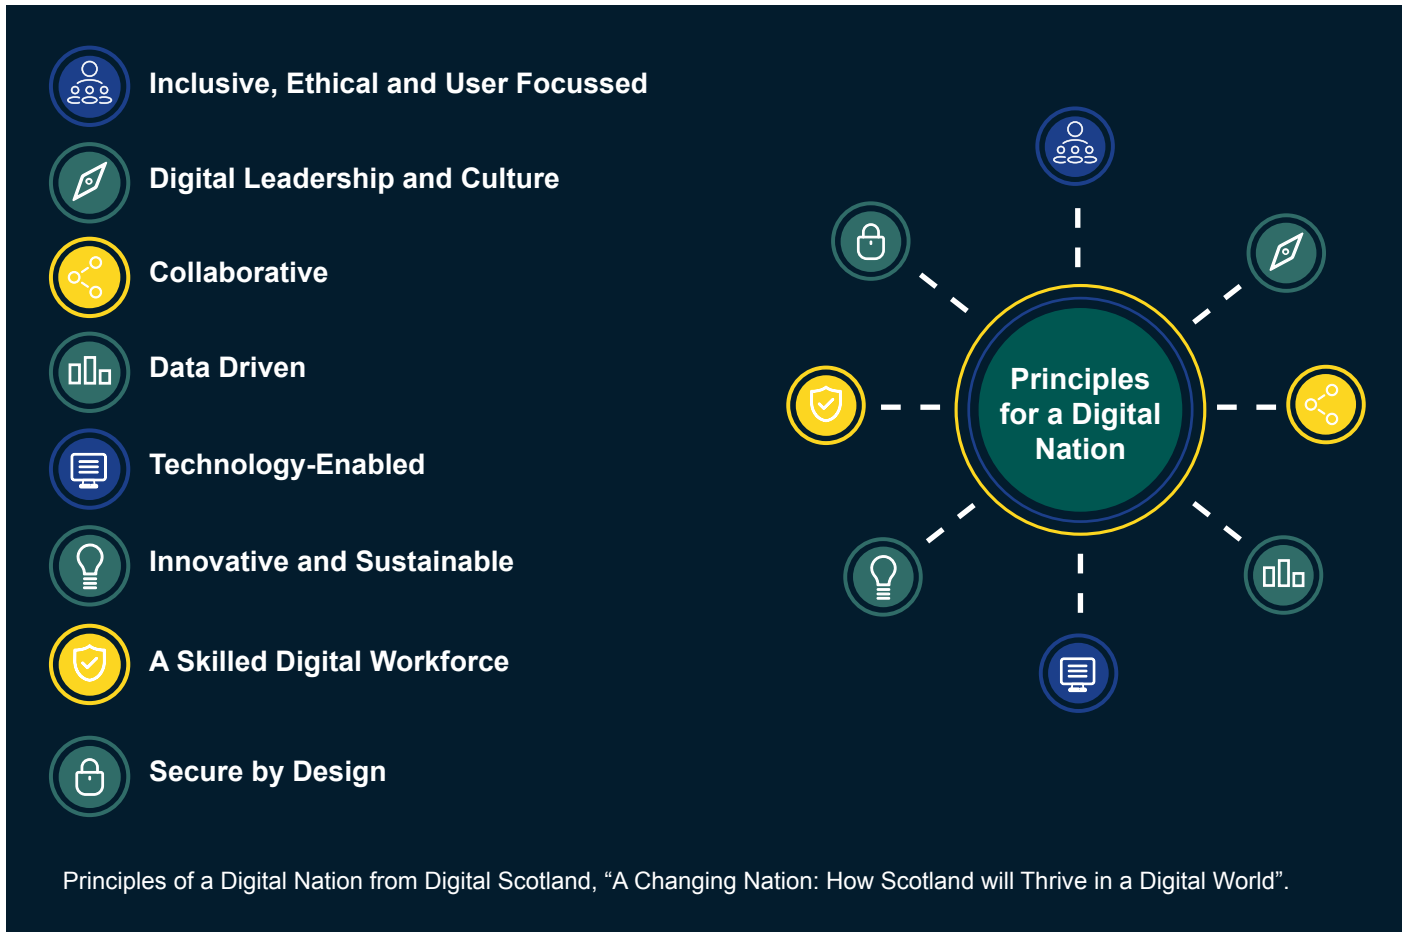 Inclusive, Ethical and User Focussed
Digital Leadership and Culture
Collaborative
Data Driven
Technology-Enabled
Innovative and Sustainable
A Skilled Digital Workforce
Secure by Design
Principles
for a Digital
Nation
Principles of a Digital Nation from Digital Scotland, “A Changing Nation: How Scotland will Thrive in a Digital World”.